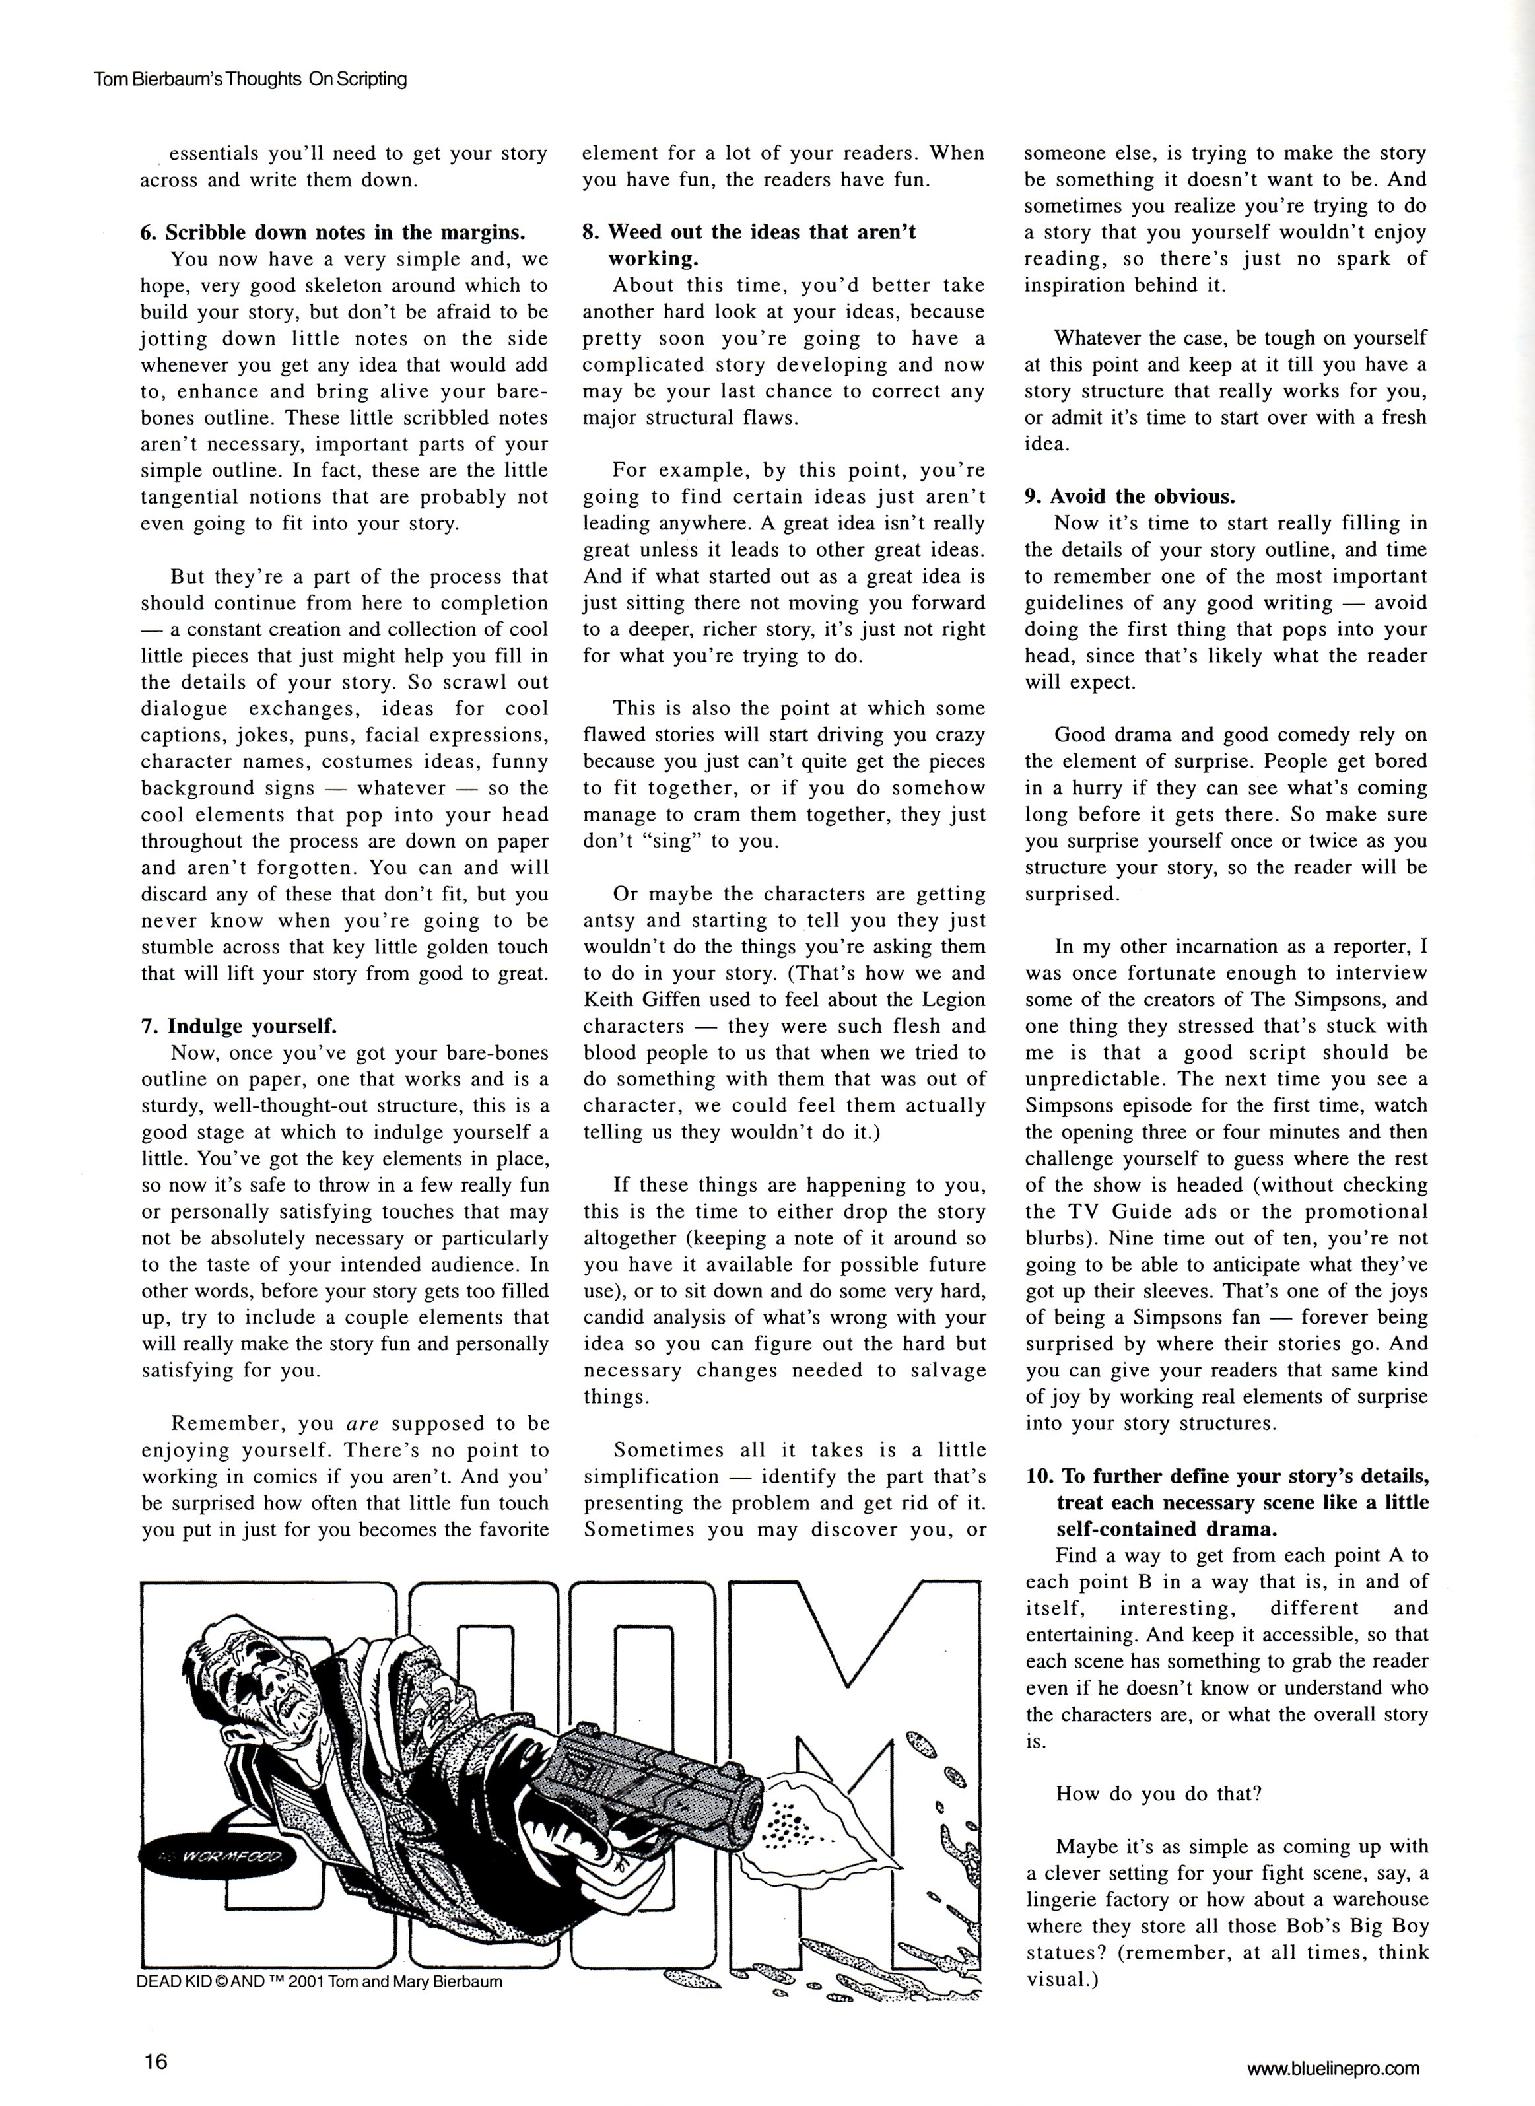 Tom Bierbaum's Thoughts On Scripting
essentials you'll need to get your story
across and write them down.
6. Scribble down notes in the margins.
You now have a very simple and, we
hope, very good skeleton around which to
build your story, but don't be afraid to be
jotting down little notes on the side
whenever you get any idea that would add
to, enhance and bring alive your bare-
bones outline. These little scribbled notes
aren't necessary, important parts of your
simple outline. In fact, these are the little
tangential notions that are probably not
even going to fit into your story.
But they're a part of the process that
should continue from here to completion
— a constant creation and collection of cool
little pieces that just might help you fill in
the details of your story. So scrawl out
dialogue exchanges, ideas for cool
captions, jokes, puns, facial expressions,
character names, costumes ideas, funny
background signs — whatever — so the
cool elements that pop into your head
throughout the process are down on paper
and aren't forgotten. You can and will
discard any of these that don't fit, but you
never know when you're going to be
stumble across that key little golden touch
that will lift your story from good to great.
7. Indulge yourself.
Now, once you've got your bare-bones
outline on paper, one that works and is a
sturdy, well-thought-out structure, this is a
good stage at which to indulge yourself a
little. You've got the key elements in place,
so now it's safe to throw in a few really fun
or personally satisfying touches that may
not be absolutely necessary or particularly
to the taste of your intended audience. In
other words, before your story gets too filled
up, try to include a couple elements that
will really make the story fun and personally
satisfying for you.
Remember, you are supposed to be
enjoying yourself. There's no point to
working in comics if you aren't. And you'
be surprised how often that little fun touch
you put in just for you becomes the favorite
element for a lot of your readers. When
you have fun, the readers have fun.
8. Weed out the ideas that aren't
working.
About this time, you'd better take
another hard look at your ideas, because
pretty soon you're going to have a
complicated story developing and now
may be your last chance to correct any
major structural flaws.
For example, by this point, you're
going to find certain ideas just aren't
leading anywhere. A great idea isn't really
great unless it leads to other great ideas.
And if what started out as a great idea is
just sitting there not moving you forward
to a deeper, richer story, it's just not right
for what you're trying to do.
This is also the point at which some
flawed stories will start driving you crazy
because you just can't quite get the pieces
to fit together, or if you do somehow
manage to cram them together, they just
don't “sing” to you.
Or maybe the characters are getting
antsy and starting to tell you they just
wouldn't do the things you're asking them
to do in your story. (That's how we and
Keith Giffen used to feel about the Legion
characters — they were such flesh and
blood people to us that when we tried to
do something with them that was out of
character, we could feel them actually
telling us they wouldn't do it.)
If these things are happening to you,
this is the time to either drop the story
altogether (keeping a note of it around so
you have it available for possible future
use), or to sit down and do some very hard,
candid analysis of what's wrong with your
idea so you can figure out the hard but
necessary changes needed to salvage
things.
Sometimes all it takes is a little
simplification — identify the part that's
presenting the problem and get rid of it.
Sometimes you may discover you, or
someone else, is trying to make the story
be something it doesn't want to be. And
sometimes you realize you're trying to do
a story that you yourself wouldn't enjoy
reading, so there's just no spark of
inspiration behind it.
Whatever the case, be tough on yourself
at this point and keep at it till you have a
story structure that really works for you,
or admit it's time to start over with a fresh
idea.
9. Avoid the obvious.
Now it's time to start really filling in
the details of your story outline, and time
to remember one of the most important
guidelines of any good writing — avoid
doing the first thing that pops into your
head, since that's likely what the reader
will expect.
Good drama and good comedy rely on
the element of surprise. People get bored
in a hurry if they can see what's coming
long before it gets there. So make sure
you surprise yourself once or twice as you
structure your story, so the reader will be
surprised.
In my other incarnation as a reporter, I
was once fortunate enough to interview
some of the creators of The Simpsons, and
one thing they stressed that's stuck with
me is that a good script should be
unpredictable. The next time you see a
Simpsons episode for the first time, watch
the opening three or four minutes and then
challenge yourself to guess where the rest
of the show is headed (without checking
the TV Guide ads or the promotional
blurbs). Nine time out of ten, you're not
going to be able to anticipate what they've
got up their sleeves. That's one of the joys
of being a Simpsons fan — forever being
surprised by where their stories go. And
you can give your readers that same kind
of joy by working real elements of surprise
into your story structures.
10. To further define your story's details,
treat each necessary scene like a little
self-contained drama.
Find a way to get from each point A to
each point B in a way that is, in and of
itself, interesting, different and
entertaining. And keep it accessible, so that
each scene has something to grab the reader
even if he doesn't know or understand who
the characters are, or what the overall story
is.
How do you do that?
Maybe it's as simple as coming up with
a clever setting for your fight scene, say, a
lingerie factory or how about a warehouse
where they store all those Bob's Big Boy
statues? (remember, at all times, think
visual.)
BOOM
AS WORMFOOD.
DEAD KID © AND ™ 2001 Tom and Mary Bierbaum
16
www.bluelinepro.com